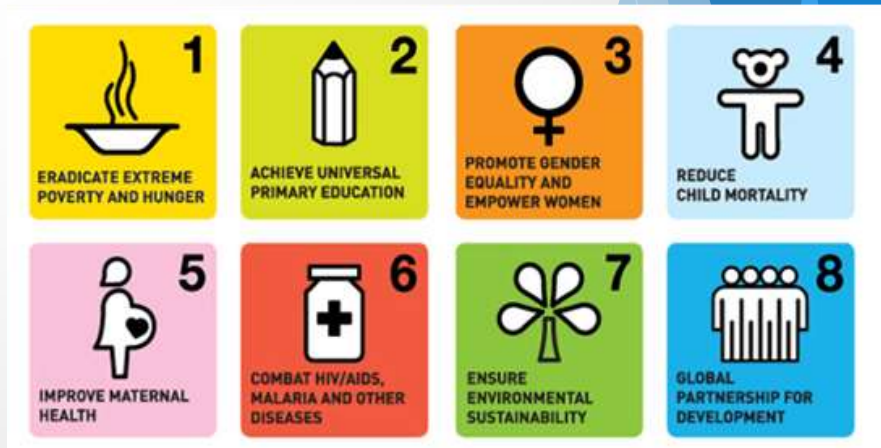 1
ERADICATE EXTREME
POVERTY AND HUNGER
2
ACHIEVE UNIVERSAL
PRIMARY EDUCATION
3
PROMOTE GENDER
EQUALITY AND
EMPOWER WOMEN
4
REDUCE
CHILD MORTALITY
5
IMPROVE MATERNAL
HEALTH
6
COMBAT HIV/AIDS,
MALARIA AND OTHER
DISEASES
7
ENSURE
ENVIRONMENTAL
SUSTAINABILITY
8
GLOBAL
PARTNERSHIP FOR
DEVELOPMENT